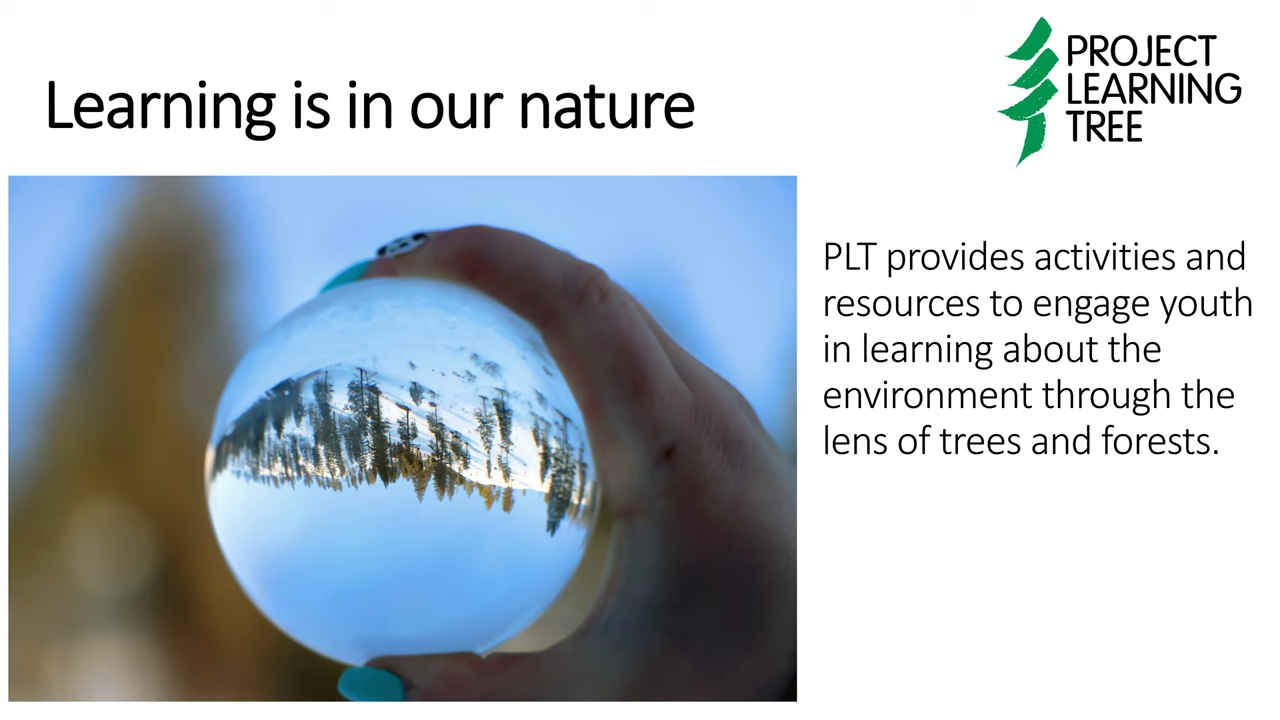 Learning is in our nature
PROJECT
LEARNING
TREE
PLT provides activities and
resources to engage youth
in learning about the
environment through the
lens of trees and forests.